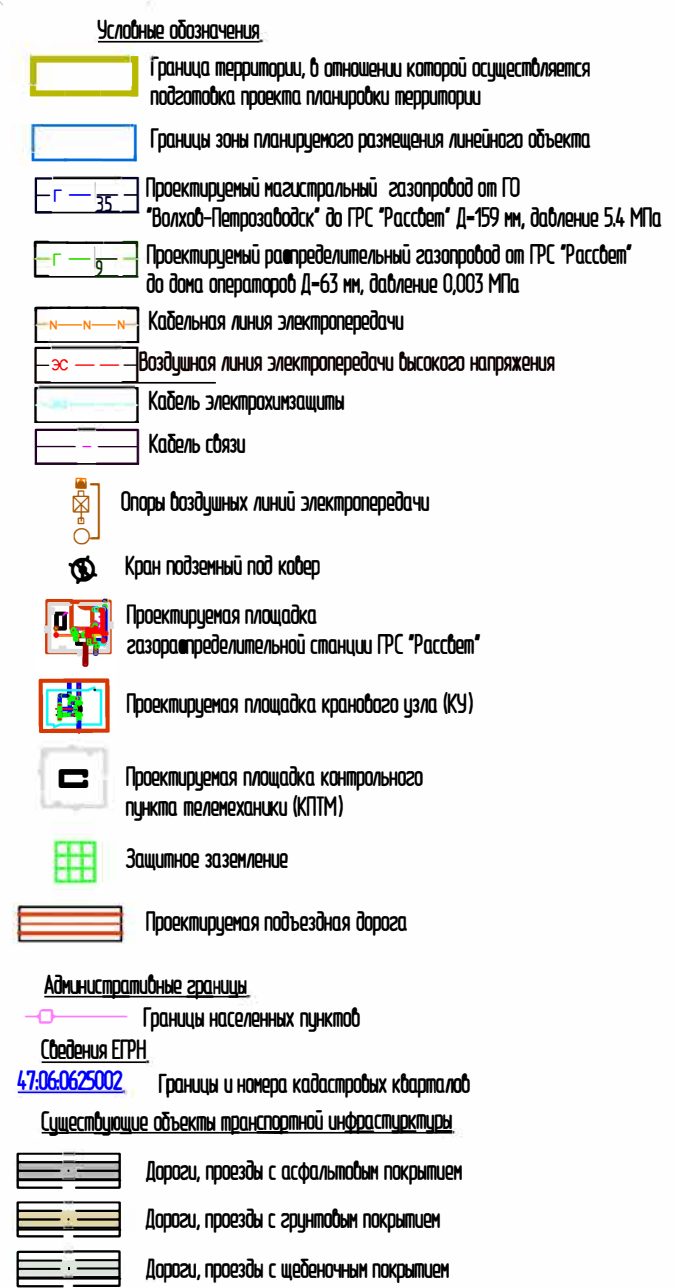 Условные обозначения
Граница территории, в отношении которой осуществляется
подготовка проекта планировки территории
Границы зоны планируемого размещения линейного объекта
Г 35 Проектируемый магистральный газопровод от ГО
"Волхов-Петрозаводск" до ГРС "Рассвет" Д=159 мм, давление 5.4 МПа
Г 9 Проектируемый распределительный газопровод от ГРС "Рассвет"
до дома операторов Д=63 мм, давление 0,003 МПа
N N N Кабельная линия электропередачи
ЭС Воздушная линия электропередачи высокого напряжения
Кабель электрохимзащиты
Кабель связи
Опоры воздушных линий электропередачи
Кран подземный под ковер
Проектируемая площадка
газораспределительной станции ГРС "Рассвет"
Проектируемая площадка кранового узла (КУ)
Проектируемая площадка контрольного
пункта телемеханики (КПТМ)
Защитное заземление
Проектируемая подъездная дорога
Административные границы
Границы населенных пунктов
Сведения ЕГРН
47:06:0625002 Границы и номера кадастровых кварталов
Существующие объекты транспортной инфрастурктуры
Дороги, проезды с асфальтовым покрытием
Дороги, проезды с грунтовым покрытием
Дороги, проезды с щебеночным покрытием